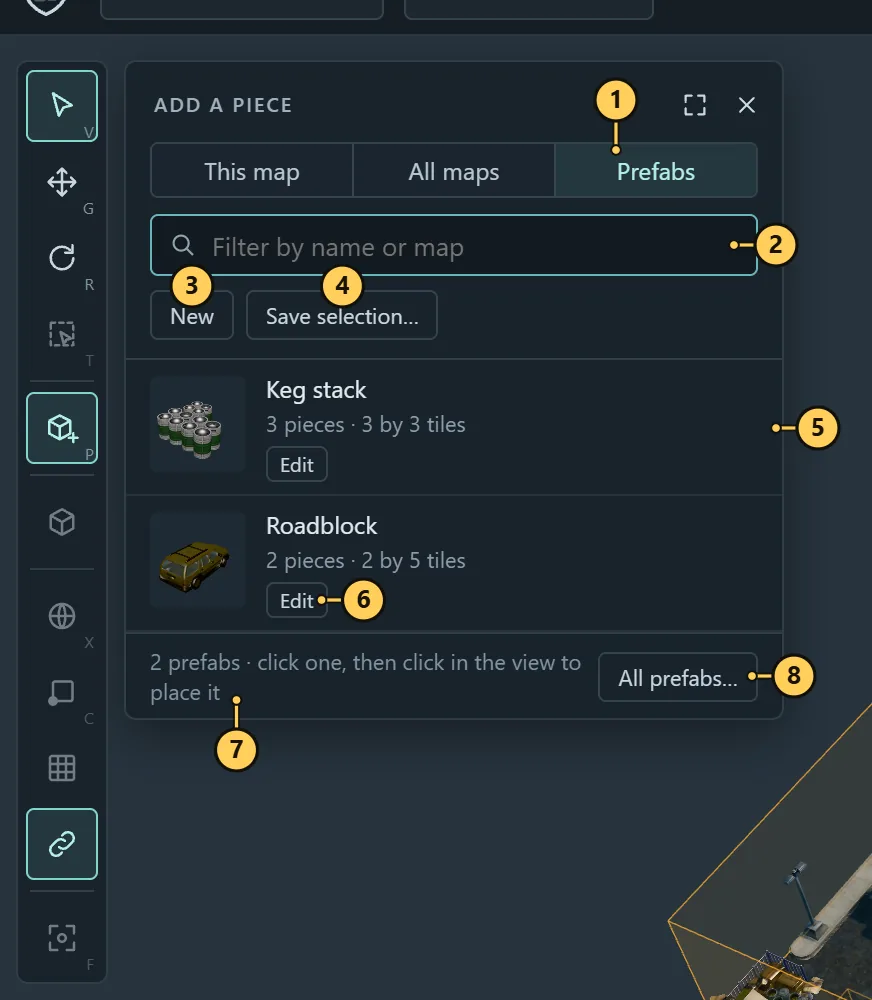 ADD A PIECE
1
This map
All maps
Prefabs
Filter by name or map
2
3
4
New
Save selection...
Keg stack
3 pieces · 3 by 3 tiles
Edit
5
Roadblock
2 pieces · 2 by 5 tiles
Edit
6
2 prefabs · click one, then click in the view to
place it
All prefabs...
8
7
V
G
R
T
P
X
C
F